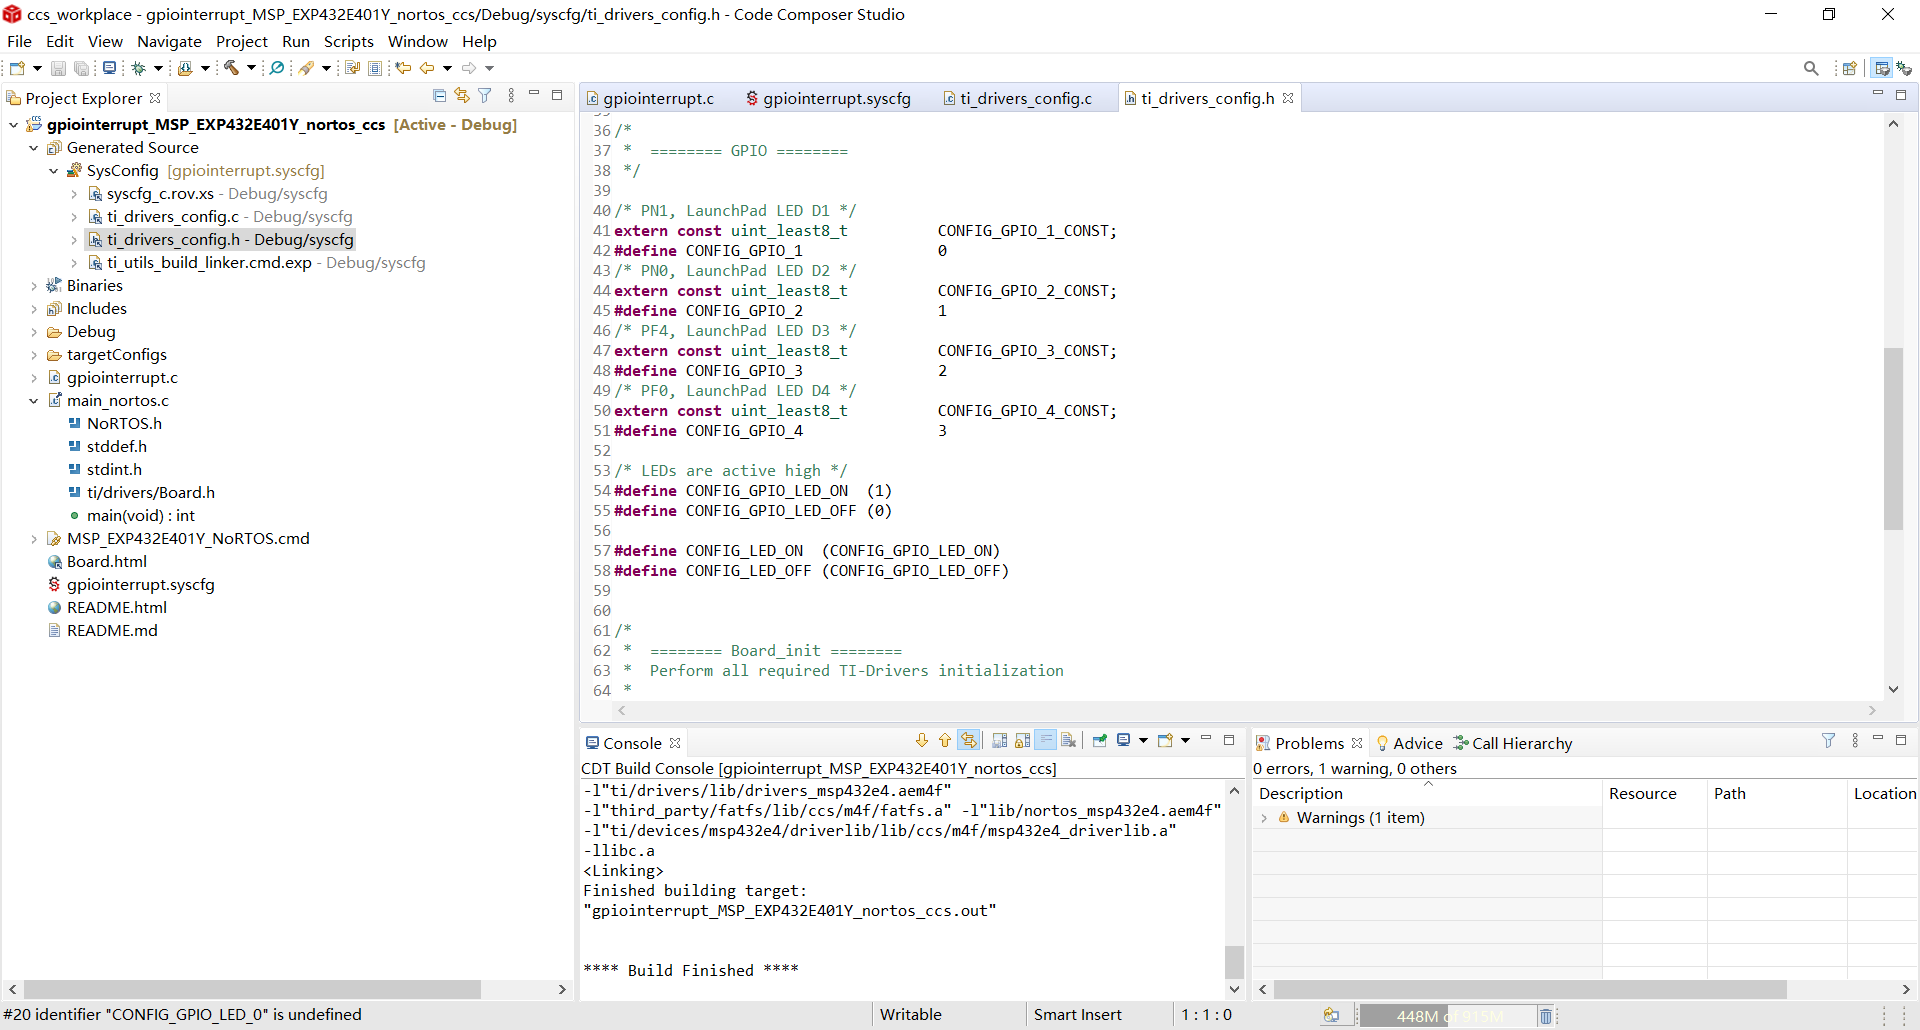 ccs_workplace - gpiointerrupt_MSP_EXP432E401Y_nortos_ccs/Debug/syscfg/ti_drivers_config.h - Code Composer Studio
File Edit View Navigate Project Run Scripts Window Help
Project Explorer
gpiointerrupt_MSP_EXP432E401Y_nortos_ccs [Active - Debug]
Generated Source
SysConfig [gpiointerrupt.syscfg]
syscfg_c.rov.xs - Debug/syscfg
ti_drivers_config.c - Debug/syscfg
ti_drivers_config.h - Debug/syscfg
ti_utils_build_linker.cmd.exp - Debug/syscfg
Binaries
Includes
Debug
targetConfigs
gpiointerrupt.c
main_nortos.c
NoRTOS.h
stddef.h
stdint.h
ti/drivers/Board.h
main(void) : int
MSP_EXP432E401Y_NoRTOS.cmd
Board.html
gpiointerrupt.syscfg
README.html
README.md
gpiointerrupt.c gpiointerrupt.syscfg ti_drivers_config.c ti_drivers_config.h
36 /*
37 *  ======== GPIO ========
38 */
39
40 /* PN1, LaunchPad LED D1 */
41 extern const uint_least8_t CONFIG_GPIO_1_CONST;
42 #define CONFIG_GPIO_1 0
43 /* PN0, LaunchPad LED D2 */
44 extern const uint_least8_t CONFIG_GPIO_2_CONST;
45 #define CONFIG_GPIO_2 1
46 /* PF4, LaunchPad LED D3 */
47 extern const uint_least8_t CONFIG_GPIO_3_CONST;
48 #define CONFIG_GPIO_3 2
49 /* PF0, LaunchPad LED D4 */
50 extern const uint_least8_t CONFIG_GPIO_4_CONST;
51 #define CONFIG_GPIO_4 3
52
53 /* LEDs are active high */
54 #define CONFIG_GPIO_LED_ON  (1)
55 #define CONFIG_GPIO_LED_OFF (0)
56
57 #define CONFIG_LED_ON  (CONFIG_GPIO_LED_ON)
58 #define CONFIG_LED_OFF (CONFIG_GPIO_LED_OFF)
59
60
61 /*
62 *  ======== Board_init ========
63 *  Perform all required TI-Drivers initialization
64 *
Console
CDT Build Console [gpiointerrupt_MSP_EXP432E401Y_nortos_ccs]
-l"ti/drivers/lib/drivers_msp432e4.aem4f"
-l"third_party/fatfs/lib/ccs/m4f/fatfs.a" -l"lib/nortos_msp432e4.aem4f"
-l"ti/devices/msp432e4/driverlib/lib/ccs/m4f/msp432e4_driverlib.a"
-llibc.a
<Linking>
Finished building target:
"gpiointerrupt_MSP_EXP432E401Y_nortos_ccs.out"
**** Build Finished ****
Problems Advice Call Hierarchy
0 errors, 1 warning, 0 others
Description Resource Path Location
Warnings (1 item)
#20 identifier "CONFIG_GPIO_LED_0" is undefined
Writable
Smart Insert
1 : 1 : 0
448M of 915M